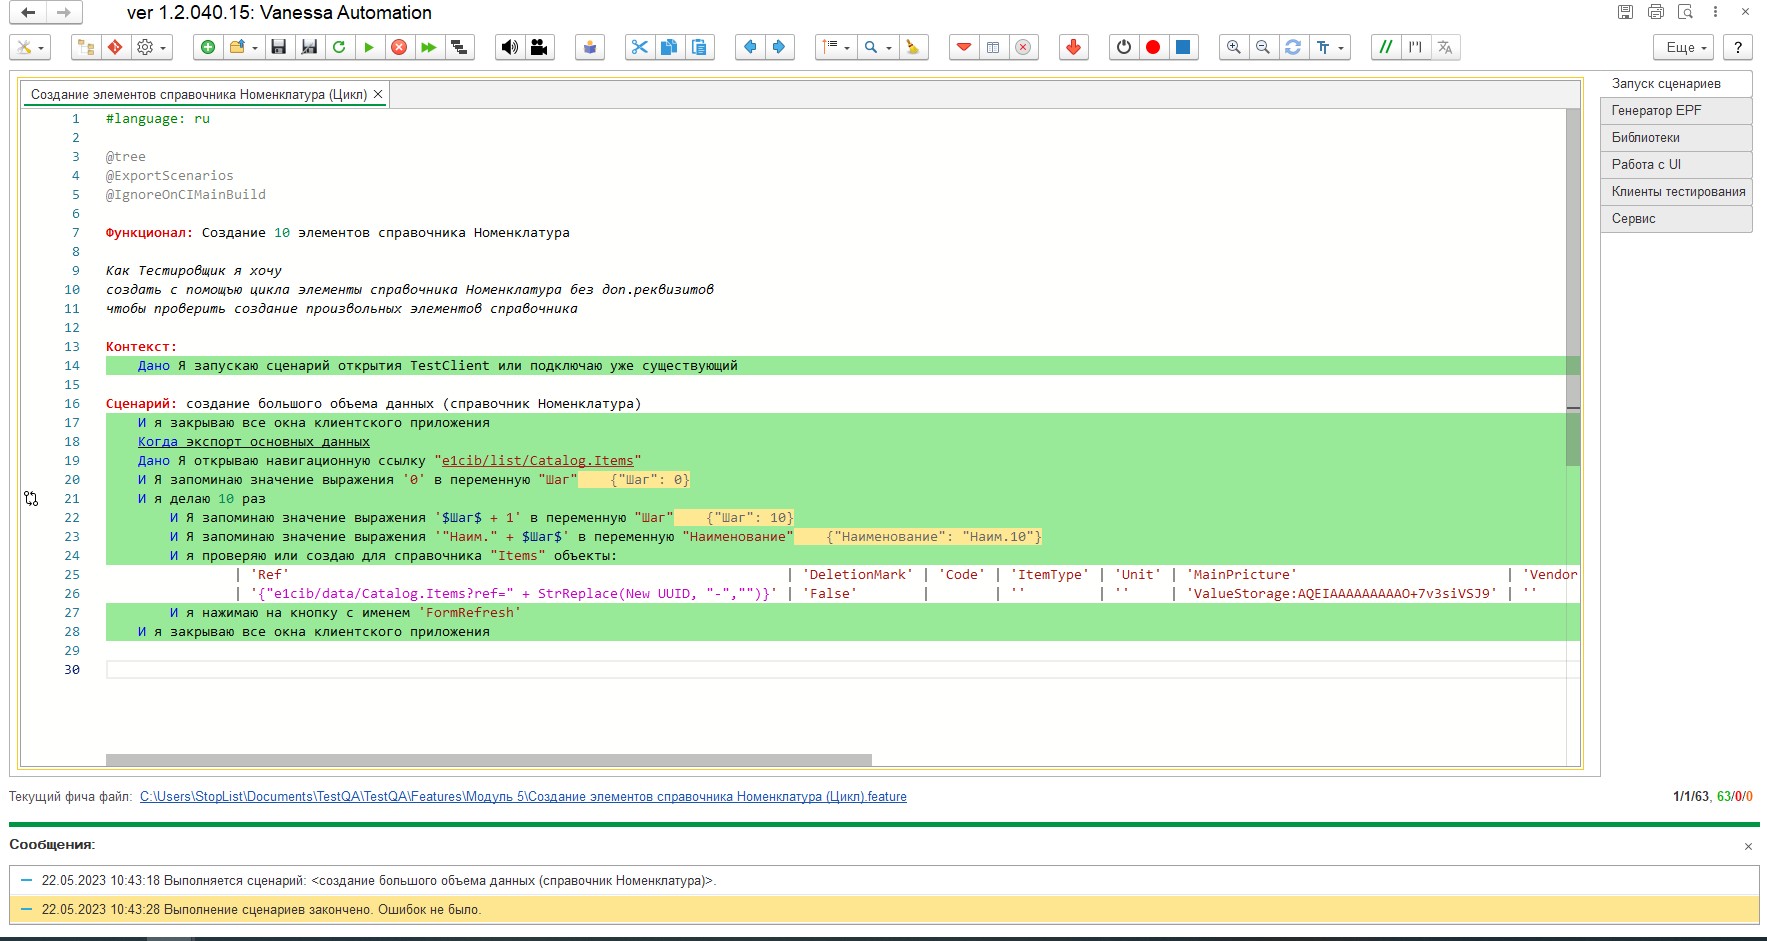 ver 1.2.040.15: Vanessa Automation
Еще
?
Создание элементов справочника Номенклатура (Цикл)
Запуск сценариев
Генератор EPF
Библиотеки
Работа с UI
Клиенты тестирования
Сервис
1 #language: ru
2
3 @tree
4 @ExportScenarios
5 @IgnoreOnCIMainBuild
6
7 Функционал: Создание 10 элементов справочника Номенклатура
8
9 Как Тестировщик я хочу
10 создать с помощъю цикла элементы справочника Номенклатура без доп.реквизитов
11 чтобы проверить создание произвольных элементов справочника
12
13 Контекст:
14 Дано Я запускаю сценарий открытия TestClient или подключаю уже существующий
15
16 Сценарий: создание большого объема данных (справочник Номенклатура)
17 И я закрываю все окна клиентского приложения
18 Когда экспорт основных данных
19 Дано Я открываю навигационную ссылку "e1cib/list/Catalog.Items"
20 И Я запоминаю значение выражения '0' в переменную "Шаг" {"Шаг": 0}
21 И я делаю 10 раз
22 И Я запоминаю значение выражения '$Шаг$ + 1' в переменную "Шаг" {"Шаг": 10}
23 И Я запоминаю значение выражения '"Наим." + $Шаг$' в переменную "Наименование" {"Наименование": "Наим.10"}
24 И я проверяю или создаю для справочника "Items" объекты:
25 | 'Ref' | 'DeletionMark' | 'Code' | 'ItemType' | 'Unit' | 'MainPricture' | 'Vendor
26 | '{"e1cib/data/Catalog.Items?ref=" + StrReplace(New UUID, "-","")}' | 'False' | | '' | '' | 'ValueStorage:AQEIAAAAAAAAAO+7v3siVSJ9' | ''
27 И я нажимаю на кнопку с именем 'FormRefresh'
28 И я закрываю все окна клиентского приложения
29
30
Текущий фича файл: C:\Users\StopList\Documents\TestQA\TestQA\Features\Модуль 5\Создание элементов справочника Номенклатура (Цикл).feature
1/1/63, 63/0/0
Сообщения:
22.05.2023 10:43:18 Выполняется сценарий: <создание большого объема данных (справочник Номенклатура)>.
22.05.2023 10:43:28 Выполнение сценариев закончено. Ошибок не было.